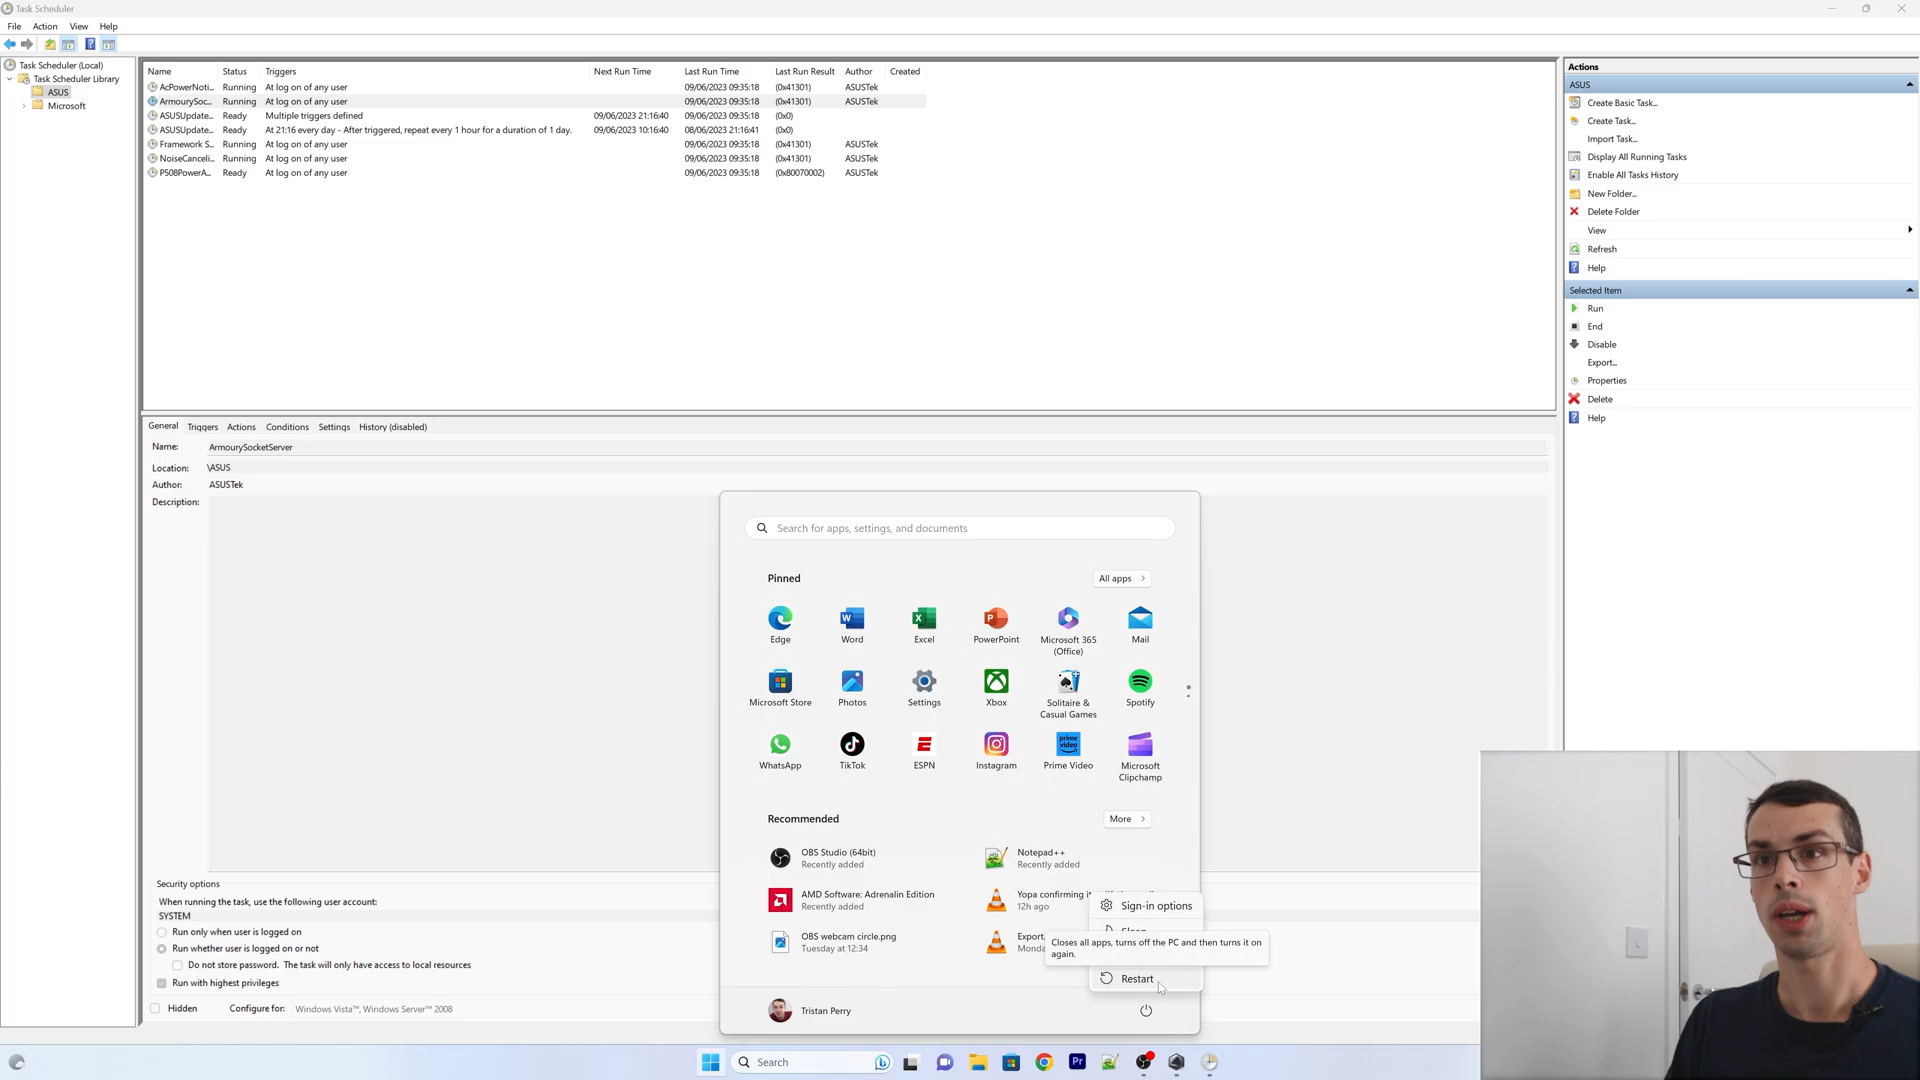 Task Scheduler
File Action View Help
Task Scheduler (Local)
Task Scheduler Library
ASUS
Microsoft
Name Status Triggers Next Run Time Last Run Time Last Run Result Author Created
AcPowerNoti... Running At log on of any user 09/06/2023 09:35:18 (0x41301) ASUSTek
ArmourySoc... Running At log on of any user 09/06/2023 09:35:18 (0x41301) ASUSTek
ASUSUpdate... Ready Multiple triggers defined 09/06/2023 21:16:40 09/06/2023 09:35:18 (0x0)
ASUSUpdate... Ready At 21:16 every day - After triggered, repeat every 1 hour for a duration of 1 day. 09/06/2023 10:16:40 08/06/2023 21:16:41 (0x0)
Framework S... Running At log on of any user 09/06/2023 09:35:18 (0x41301) ASUSTek
NoiseCanceli... Running At log on of any user 09/06/2023 09:35:18 (0x41301) ASUSTek
P508PowerA... Ready At log on of any user 09/06/2023 09:35:18 (0x80070002) ASUSTek
Actions
ASUS
Create Basic Task...
Create Task...
Import Task...
Display All Running Tasks
Enable All Tasks History
New Folder...
Delete Folder
View
Refresh
Help
Selected Item
Run
End
Disable
Export...
Properties
Delete
Help
General Triggers Actions Conditions Settings History (disabled)
Name: ArmourySocketServer
Location: \ASUS
Author: ASUSTek
Description:
Security options
When running the task, use the following user account:
SYSTEM
Run only when user is logged on
Run whether user is logged on or not
Do not store password. The task will only have access to local resources
Run with highest privileges
Hidden Configure for: Windows Vista™, Windows Server™ 2008
Search for apps, settings, and documents
Pinned All apps
Edge Word Excel PowerPoint Microsoft 365 (Office) Mail
Microsoft Store Photos Settings Xbox Solitaire & Casual Games Spotify
WhatsApp TikTok ESPN Instagram Prime Video Microsoft Clipchamp
Recommended More
OBS Studio (64bit)
Recently added
Notepad++
Recently added
AMD Software: Adrenalin Edition
Recently added
Yopa confirming
12h ago
OBS webcam circle.png
Tuesday at 12:34
Export.
Mond
Sign-in options
Sleep
Closes all apps, turns off the PC and then turns it on
again.
Restart
Tristan Perry
Search